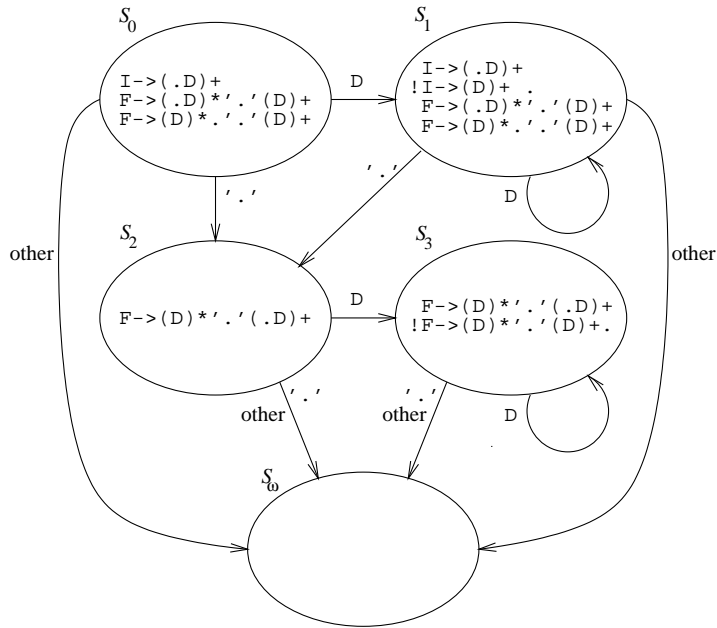 S0
S1
I->(.D)+
F->(.D)*'.'(D)+
F->(D)*.'.'(D)+
D
I->(.D)+
!I->(D)+ .
F->(.D)*'.'(D)+
F->(D)*.'.'(D)+
'.'
'.'
D
other
other
S2
S3
F->(D)*'.'(.D)+
D
F->(D)*'.'(.D)+
!F->(D)*'.'(D)+.
'.'
other
'.'
other
D
Sω